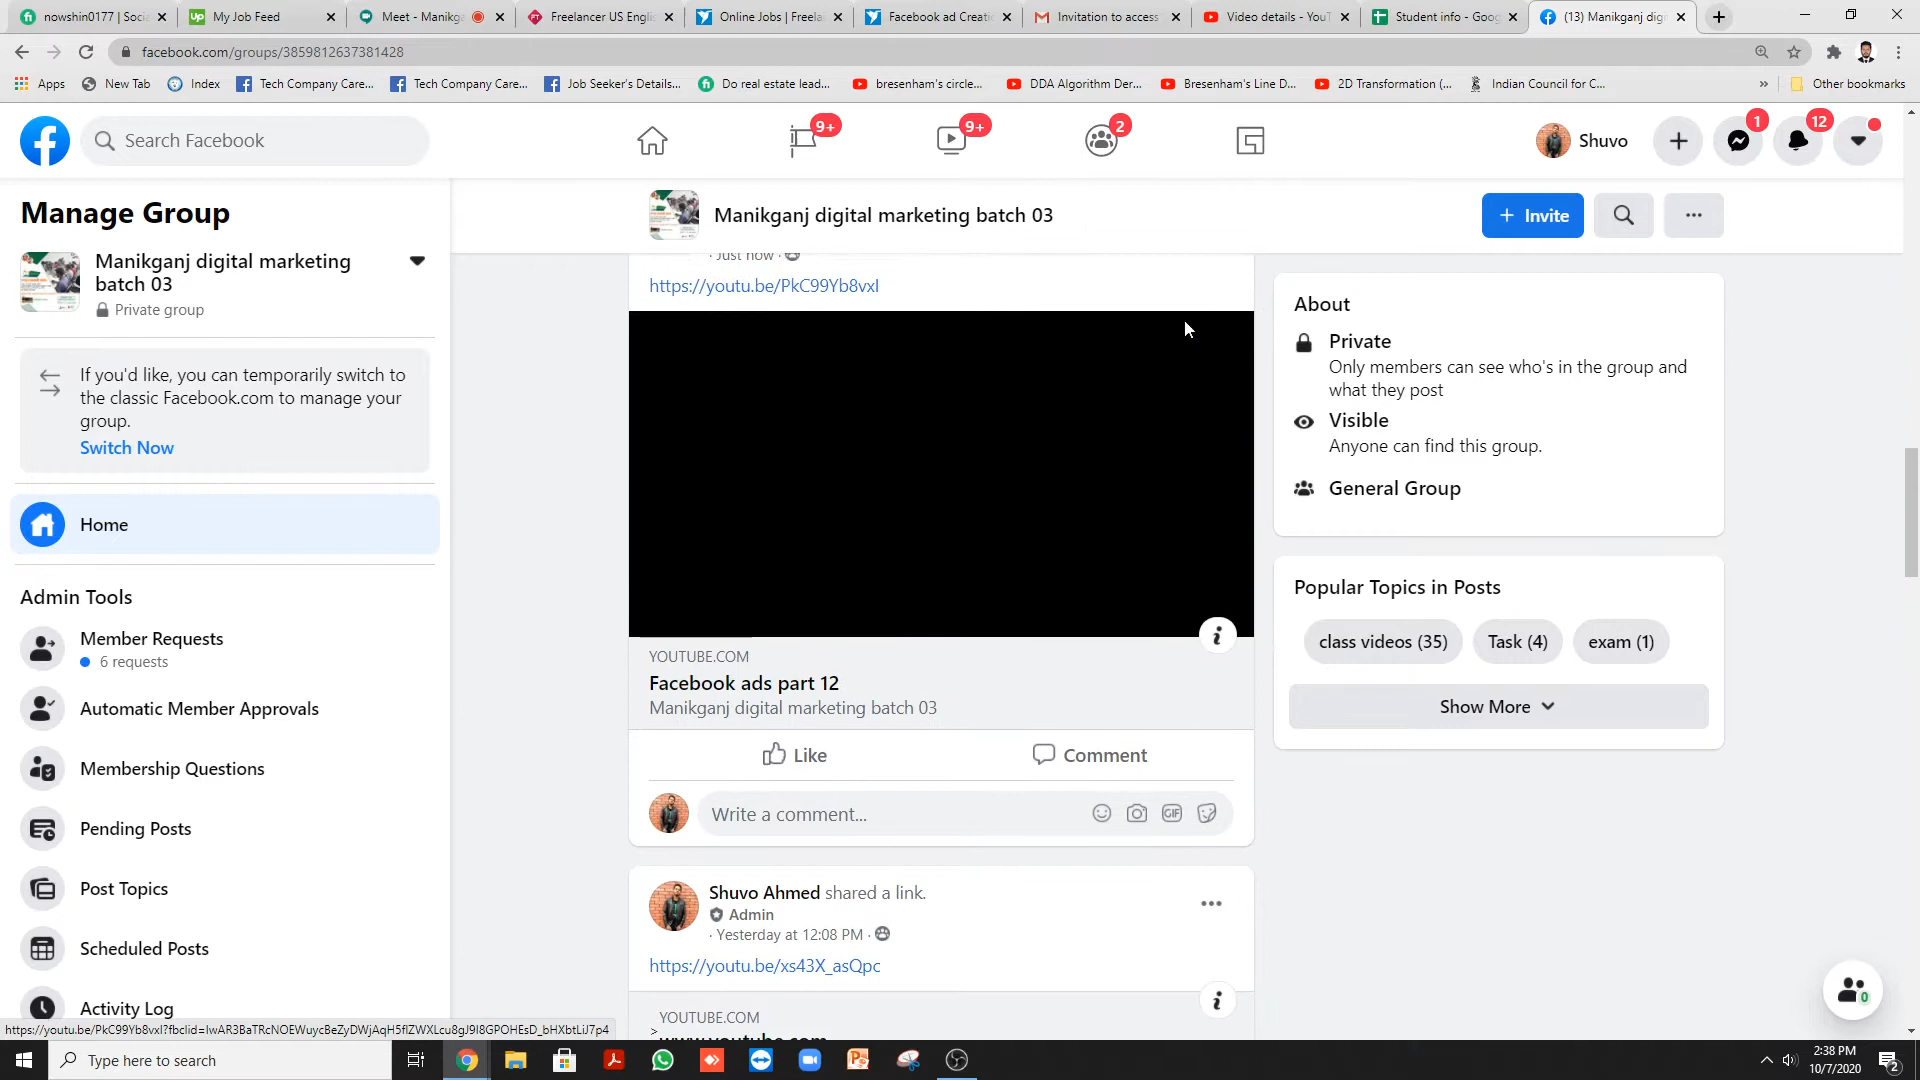 nowshin0177 | Soci
My Job Feed
Meet - Manikg
Freelancer US Engli
Online Jobs | Freela
Facebook ad Creati
Invitation to access
Video details - YouT
Student info - Goog
(13) Manikganj dig
facebook.com/groups/3859812637381428
Apps
New Tab
Index
Tech Company Care...
Tech Company Care...
Job Seeker's Details...
Do real estate lead...
bresenham's circle...
DDA Algorithm Der...
Bresenham's Line D...
2D Transformation (...
Indian Council for C...
»
Other bookmarks
Search Facebook
9+
9+
2
Shuvo
1
12
Manage Group
Manikganj digital marketing
batch 03
Private group
If you'd like, you can temporarily switch to
the classic Facebook.com to manage your
group.
Switch Now
Home
Admin Tools
Member Requests
6 requests
Automatic Member Approvals
Membership Questions
Pending Posts
Post Topics
Scheduled Posts
Activity Log
Manikganj digital marketing batch 03
+ Invite
· Just now ·
https://youtu.be/PkC99Yb8vxI
YOUTUBE.COM
Facebook ads part 12
Manikganj digital marketing batch 03
Like
Comment
Write a comment...
GIF
Shuvo Ahmed shared a link.
Admin
· Yesterday at 12:08 PM ·
https://youtu.be/xs43X_asQpc
YOUTUBE.COM
>www.youtube.com
About
Private
Only members can see who's in the group and
what they post
Visible
Anyone can find this group.
General Group
Popular Topics in Posts
class videos (35)
Task (4)
exam (1)
Show More
0
Type here to search
2:38 PM
10/7/2020
2